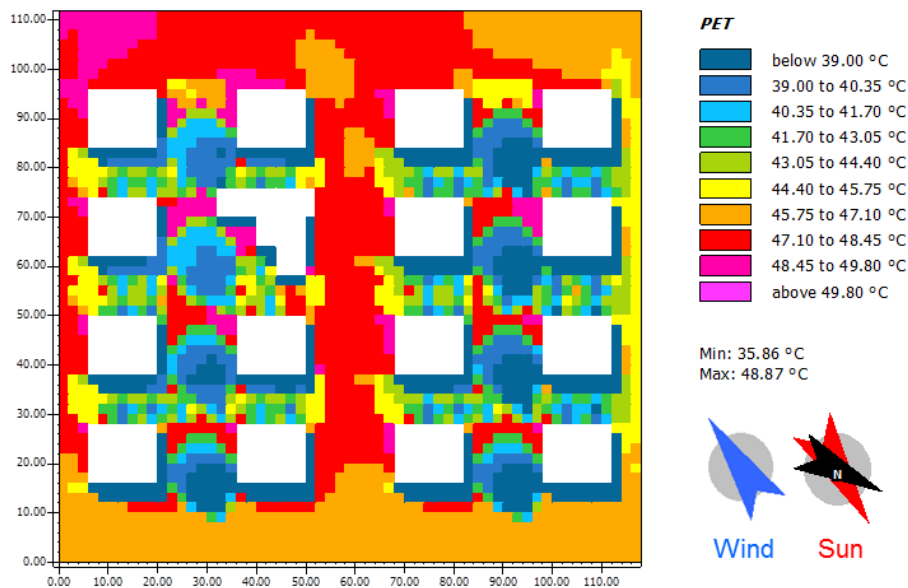 PET
below 39.00 °C
39.00 to 40.35 °C
40.35 to 41.70 °C
41.70 to 43.05 °C
43.05 to 44.40 °C
44.40 to 45.75 °C
45.75 to 47.10 °C
47.10 to 48.45 °C
48.45 to 49.80 °C
above 49.80 °C
Min: 35.86 °C
Max: 48.87 °C
N
Wind Sun
110.00
100.00
90.00
80.00
70.00
60.00
50.00
40.00
30.00
20.00
10.00
0.00
0.00 10.00 20.00 30.00 40.00 50.00 60.00 70.00 80.00 90.00 100.00 110.00